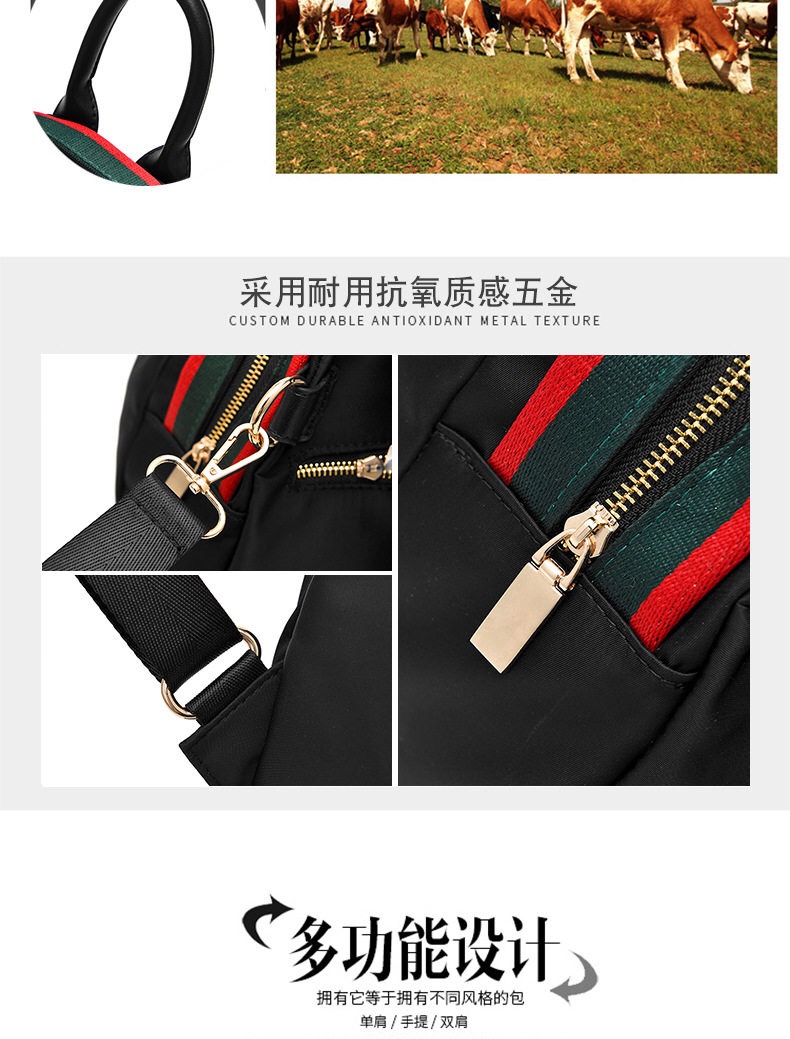 采用耐用抗氧质感五金
CUSTOM DURABLE ANTIOXIDANT METAL TEXTURE
多功能设计
拥有它等于拥有不同风格的包
单肩 / 手提 / 双肩